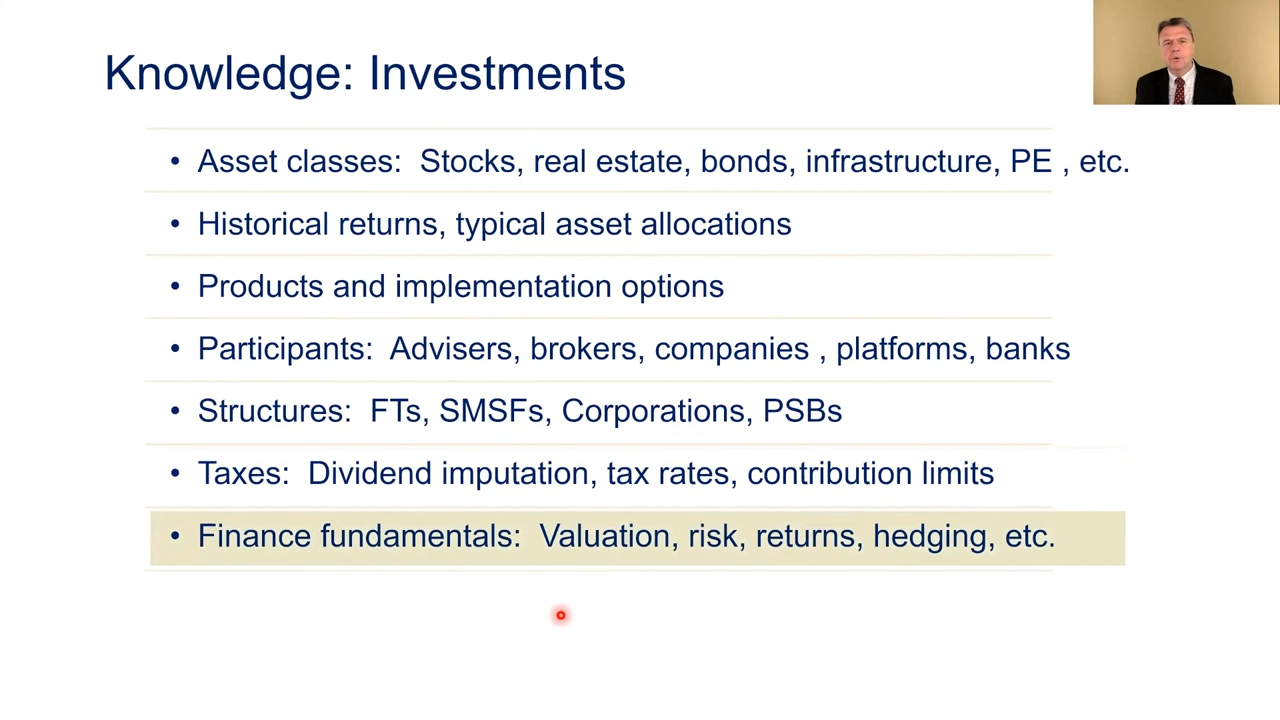 Knowledge: Investments
• Asset classes: Stocks, real estate, bonds, infrastructure, PE , etc.
• Historical returns, typical asset allocations
• Products and implementation options
• Participants: Advisers, brokers, companies , platforms, banks
• Structures: FTs, SMSFs, Corporations, PSBs
• Taxes: Dividend imputation, tax rates, contribution limits
• Finance fundamentals: Valuation, risk, returns, hedging, etc.